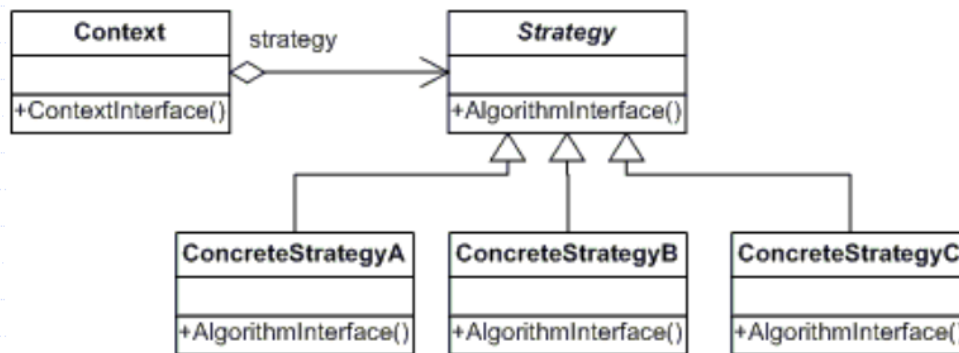 Context
strategy
Strategy
+ContextInterface()
+AlgorithmInterface()
ConcreteStrategyA
ConcreteStrategyB
ConcreteStrategyC
+AlgorithmInterface()
+AlgorithmInterface()
+AlgorithmInterface()